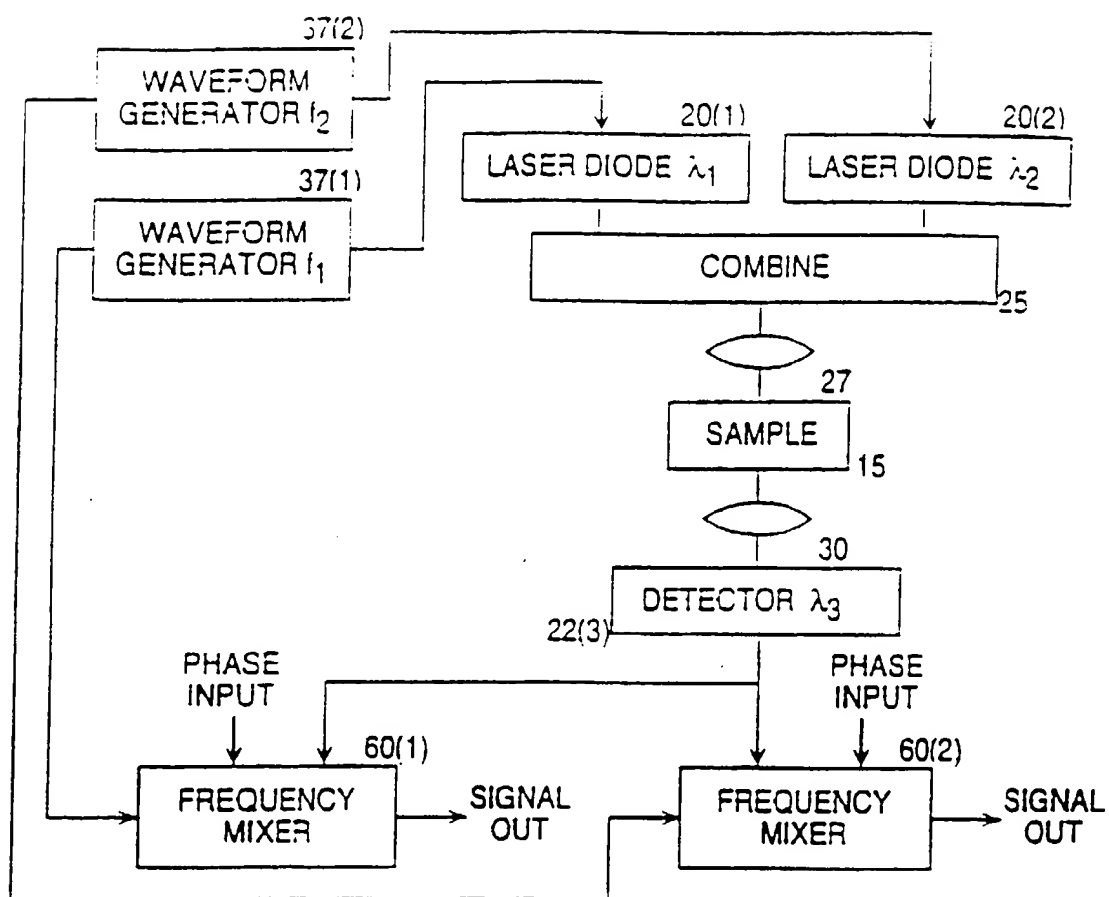 37(2)
WAVEFORM
GENERATOR f2
20(1)
20(2)
LASER DIODE λ1
LASER DIODE λ2
37(1)
WAVEFORM
GENERATOR f1
COMBINE
25
27
SAMPLE
15
30
DETECTOR λ3
22(3)
PHASE
INPUT
PHASE
INPUT
60(1)
60(2)
FREQUENCY
MIXER
SIGNAL
OUT
FREQUENCY
MIXER
SIGNAL
OUT